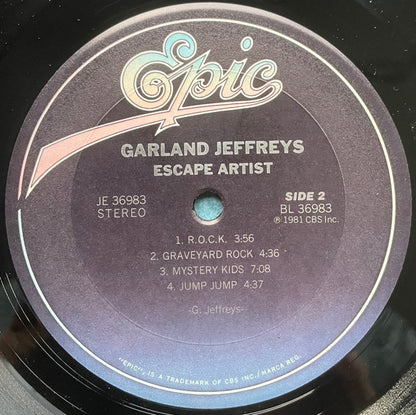 Epic
GARLAND JEFFREYS
ESCAPE ARTIST
JE 36983
STEREO
SIDE 2
BL 36983
℗ 1981 CBS Inc.
1. R.O.C.K. 3:56
2. GRAVEYARD ROCK 4:36
3. MYSTERY KIDS 7:08
4. JUMP JUMP 4:37
-G. Jeffreys-
"EPIC", IS A TRADEMARK OF CBS INC./MARCA REG.